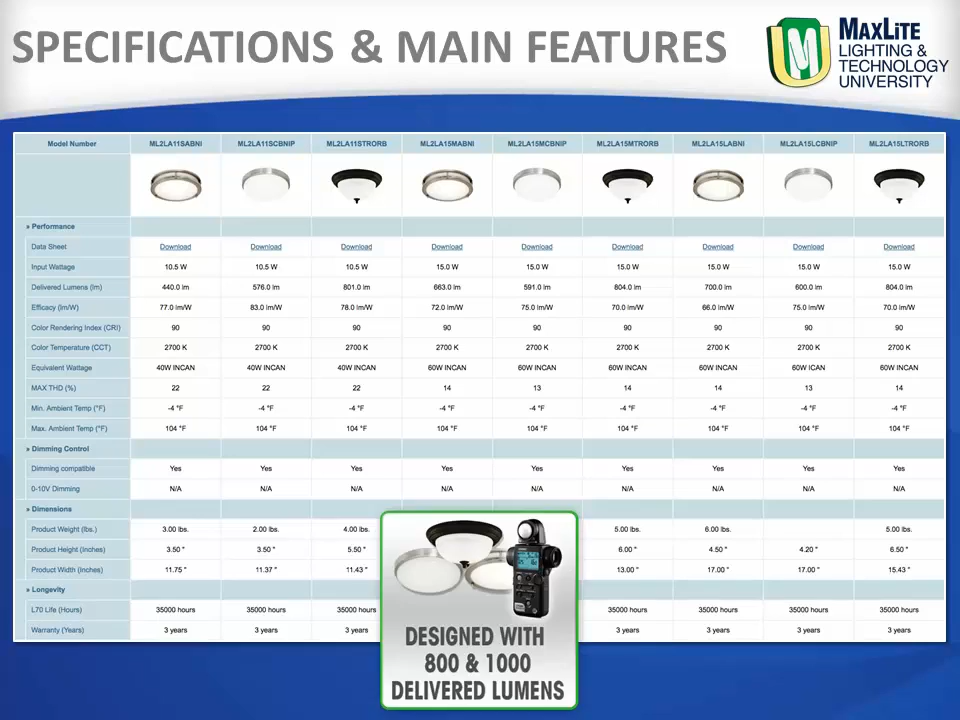 SPECIFICATIONS & MAIN FEATURES
MAXLITE
LIGHTING &
TECHNOLOGY
UNIVERSITY
Model Number ML2LA11SABNI ML2LA11SCBNIP ML2LA11STRORB ML2LA15MABNI ML2LA15MCBNIP ML2LA15MTRORB ML2LA15LABNI ML2LA15LCBNIP ML2LA15LTRORB
» Performance
Data Sheet Download Download Download Download Download Download Download Download Download
Input Wattage 10.5 W 10.5 W 10.5 W 15.0 W 15.0 W 15.0 W 15.0 W 15.0 W 15.0 W
Delivered Lumens (lm) 440.0 lm 576.0 lm 801.0 lm 663.0 lm 591.0 lm 804.0 lm 700.0 lm 600.0 lm 804.0 lm
Efficacy (lm/W) 77.0 lm/W 83.0 lm/W 78.0 lm/W 72.0 lm/W 75.0 lm/W 70.0 lm/W 66.0 lm/W 75.0 lm/W 70.0 lm/W
Color Rendering Index (CRI) 90 90 90 90 90 90 90 90 90
Color Temperature (CCT) 2700 K 2700 K 2700 K 2700 K 2700 K 2700 K 2700 K 2700 K 2700 K
Equivalent Wattage 40W INCAN 40W INCAN 40W INCAN 60W INCAN 60W INCAN 60W INCAN 60W INCAN 60W ICAN 60W INCAN
MAX THD (%) 22 22 22 14 13 14 14 13 14
Min. Ambient Temp (°F) -4 °F -4 °F -4 °F -4 °F -4 °F -4 °F -4 °F -4 °F -4 °F
Max. Ambient Temp (°F) 104 °F 104 °F 104 °F 104 °F 104 °F 104 °F 104 °F 104 °F 104 °F
» Dimming Control
Dimming compatible Yes Yes Yes Yes Yes Yes Yes Yes Yes
0-10V Dimming N/A N/A N/A N/A N/A N/A N/A N/A N/A
» Dimensions
Product Weight (lbs.) 3.00 lbs. 2.00 lbs. 4.00 lbs. 5.00 lbs. 6.00 lbs. 5.00 lbs.
Product Height (Inches) 3.50 " 3.50 " 5.50 " 6.00 " 4.50 " 4.20 " 6.50 "
Product Width (Inches) 11.75 " 11.37 " 11.43 " 13.00 " 17.00 " 17.00 " 15.43 "
» Longevity
L70 Life (Hours) 35000 hours 35000 hours 35000 hours 35000 hours 35000 hours 35000 hours 35000 hours
Warranty (Years) 3 years 3 years 3 years 3 years 3 years 3 years 3 years
DESIGNED WITH
800 & 1000
DELIVERED LUMENS